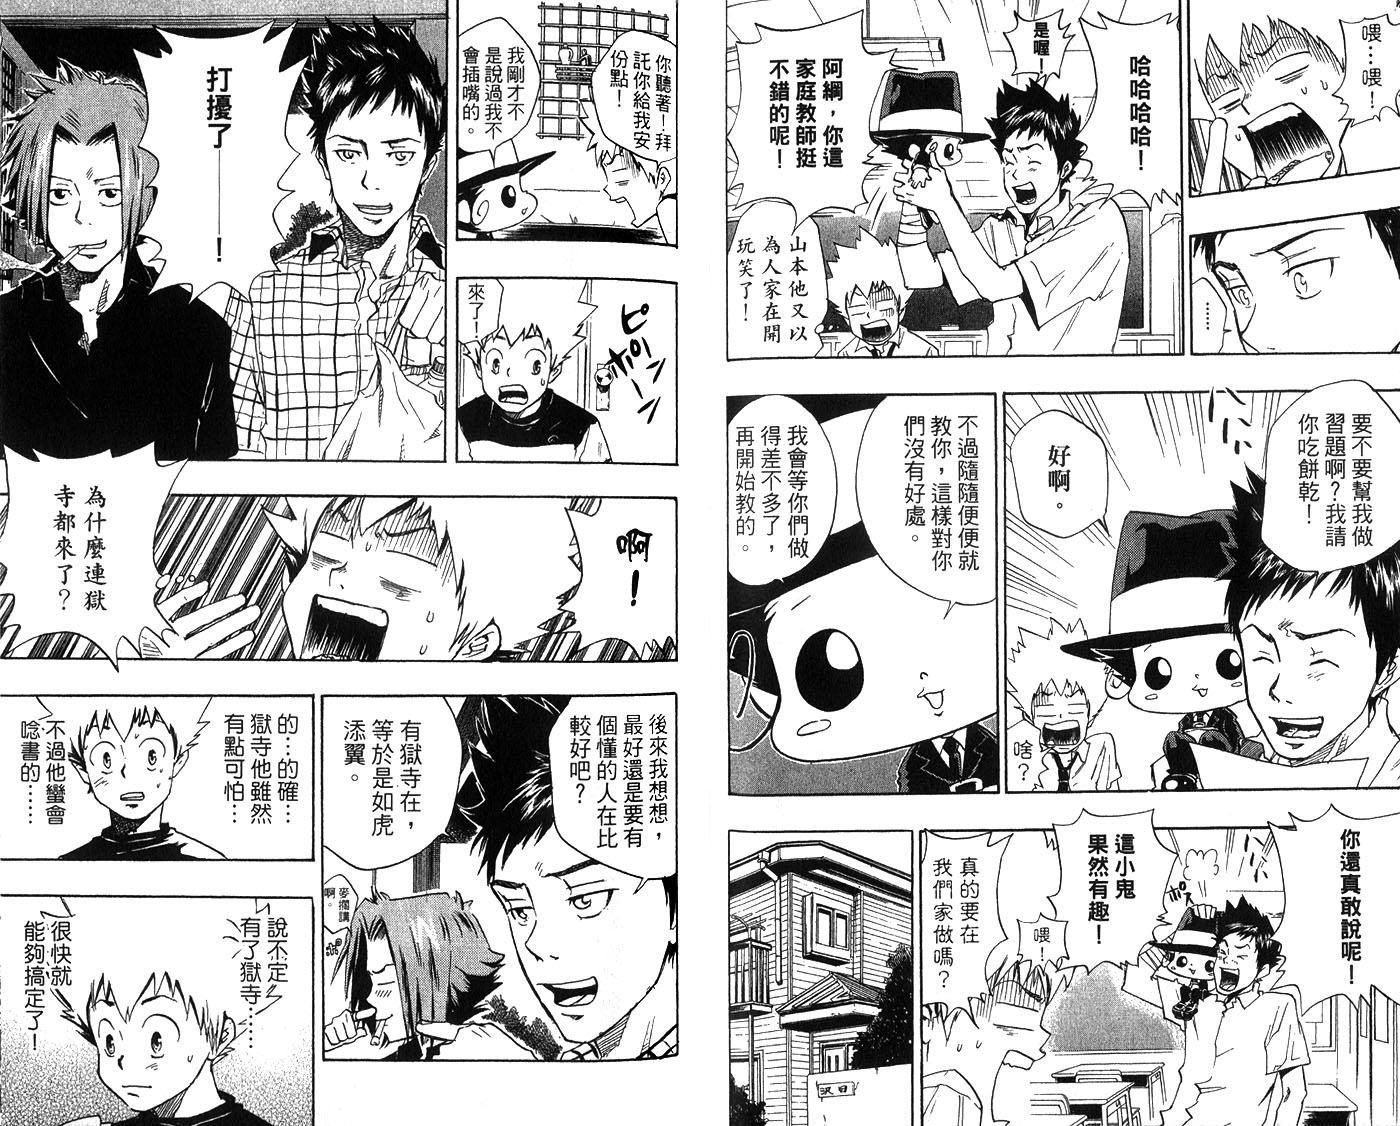 喂…喂！
………
哈哈哈哈！
是喔！
阿綱，你這
家庭教師挺
不錯的呢！
山本他又以
為人家在開
玩笑了！
要不要幫我做
習題啊？我請
你吃餅乾！
好啊。
啥？
不過隨隨便便就
教你，這樣對你
們沒有好處。
我會等你們做
得差不多了，
再開始教的。
你還真敢說呢！
這小鬼
果然有趣！
ポス
喂！
真的要在
我們家做嗎？
沢田
你聽著！拜
託你給我安
份點！
我剛才不
是說過我不
會插嘴的。
ピンポーン
來了！
打擾了——！
啊！
為什麼連獄
寺都來了？
後來我想想，
最好還是要有
個懂的人在比
較好吧？
有獄寺在，
等於是如虎
添翼。
麥擱講
啊。
的…的確…
獄寺他雖然
有點可怕…
不過他蠻會
唸書的……
說不定
有了獄寺……
很快就
能夠搞定了！